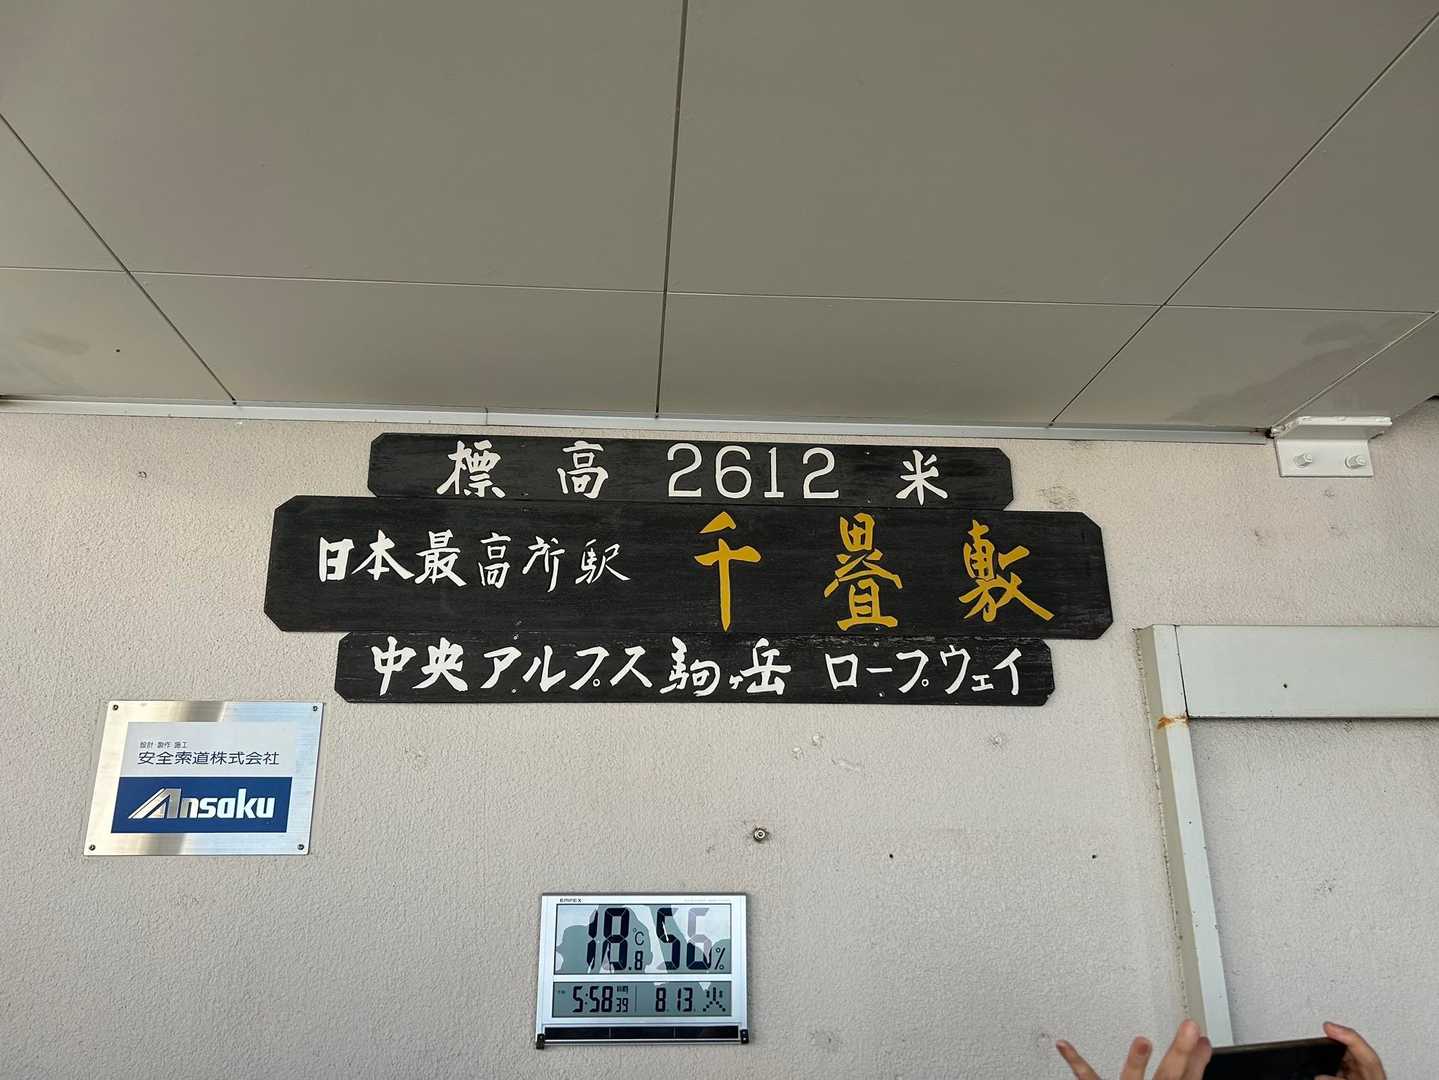 標高 2612 米
日本最高所駅 千畳敷
中央アルプス駒ヶ岳 ロープウェイ
設計 製作 施工
安全索道株式会社
Ansaku
EMPEX
18.8 ℃ 56 %
5:58 39 8.13. 火